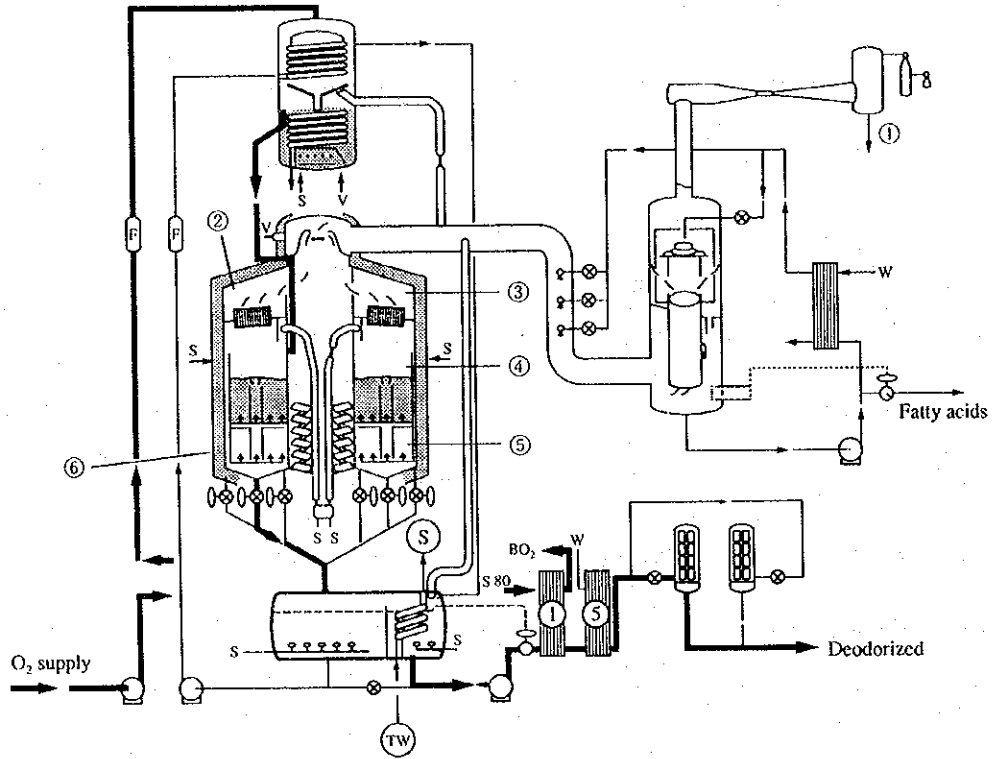 ①
S
V
②
F
F
V
③
W
S
S
④
Fatty acids
⑤
⑥
S
S
S
BO₂
W
S 80
1
5
S
S
O₂ supply
Deodorized
TW